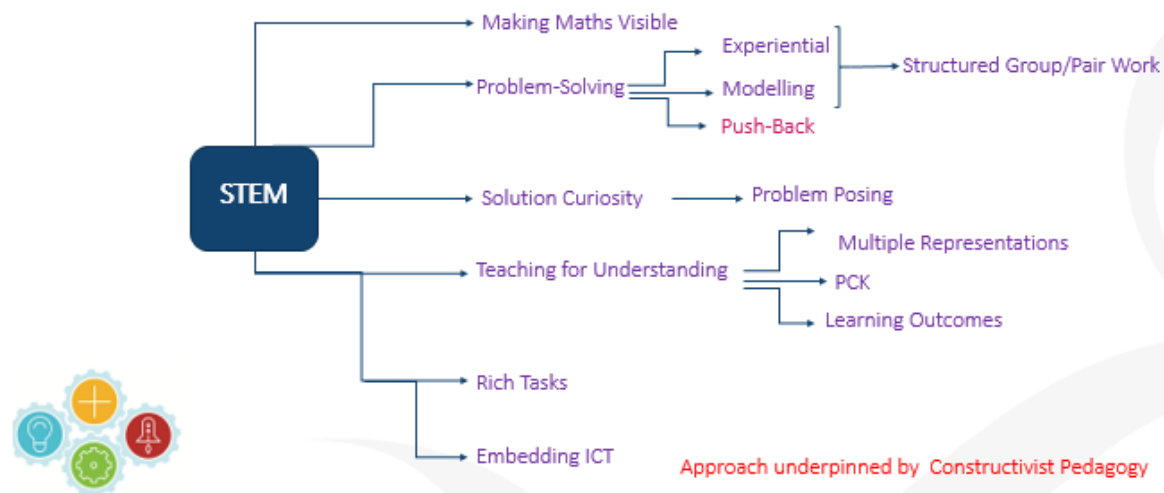 Making Maths Visible
Experiential
Structured Group/Pair Work
Problem-Solving
Modelling
Push-Back
STEM
Solution Curiosity
Problem Posing
Multiple Representations
Teaching for Understanding
PCK
Learning Outcomes
Rich Tasks
Embedding ICT
Approach underpinned by Constructivist Pedagogy